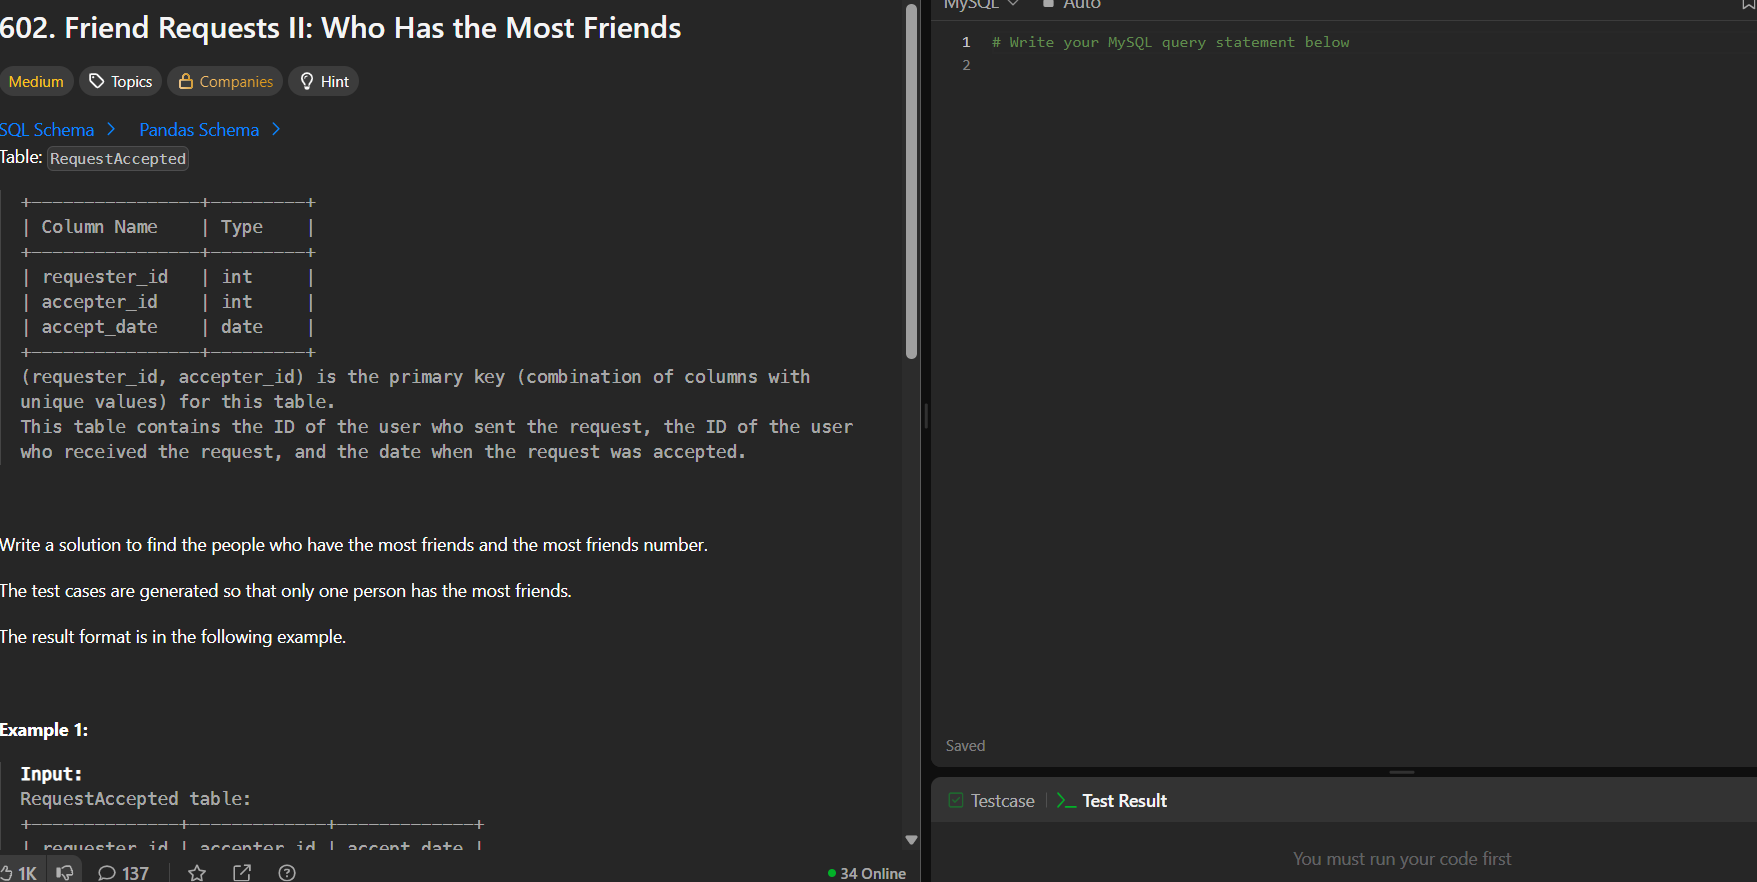 602. Friend Requests II: Who Has the Most Friends
Medium Topics Companies Hint
SQL Schema > Pandas Schema >
Table: RequestAccepted
+----------------+---------+
| Column Name    | Type    |
+----------------+---------+
| requester_id   | int     |
| accepter_id    | int     |
| accept_date    | date    |
+----------------+---------+
(requester_id, accepter_id) is the primary key (combination of columns with
unique values) for this table.
This table contains the ID of the user who sent the request, the ID of the user
who received the request, and the date when the request was accepted.
Write a solution to find the people who have the most friends and the most friends number.
The test cases are generated so that only one person has the most friends.
The result format is in the following example.
Example 1:
Input:
RequestAccepted table:
+--------------+-------------+-------------+
| requester_id | accepter_id | accept_date |
1K 137
34 Online
MySQL Auto
1 # Write your MySQL query statement below
2
Saved
Testcase Test Result
You must run your code first